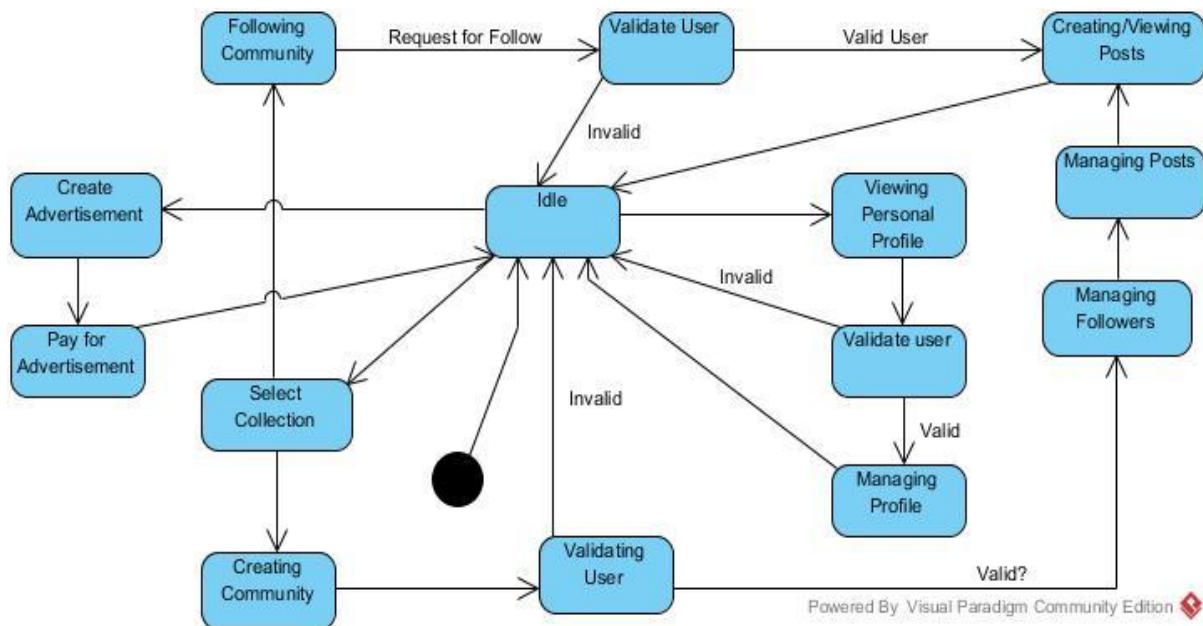 Following
Community
Request for Follow
Validate User
Valid User
Creating/Viewing
Posts
Invalid
Managing Posts
Create
Advertisement
Idle
Viewing
Personal
Profile
Invalid
Managing
Followers
Pay for
Advertisement
Validate user
Select
Collection
Invalid
Valid
Managing
Profile
Creating
Community
Validating
User
Valid?
Powered By Visual Paradigm Community Edition